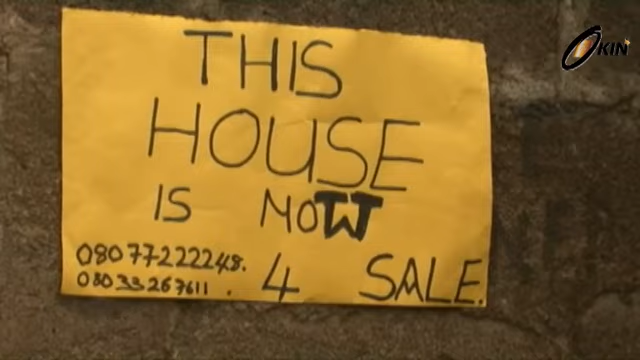 OKIN
THIS
HOUSE
IS NOW
08077222248.
08033267611. 4 SALE.